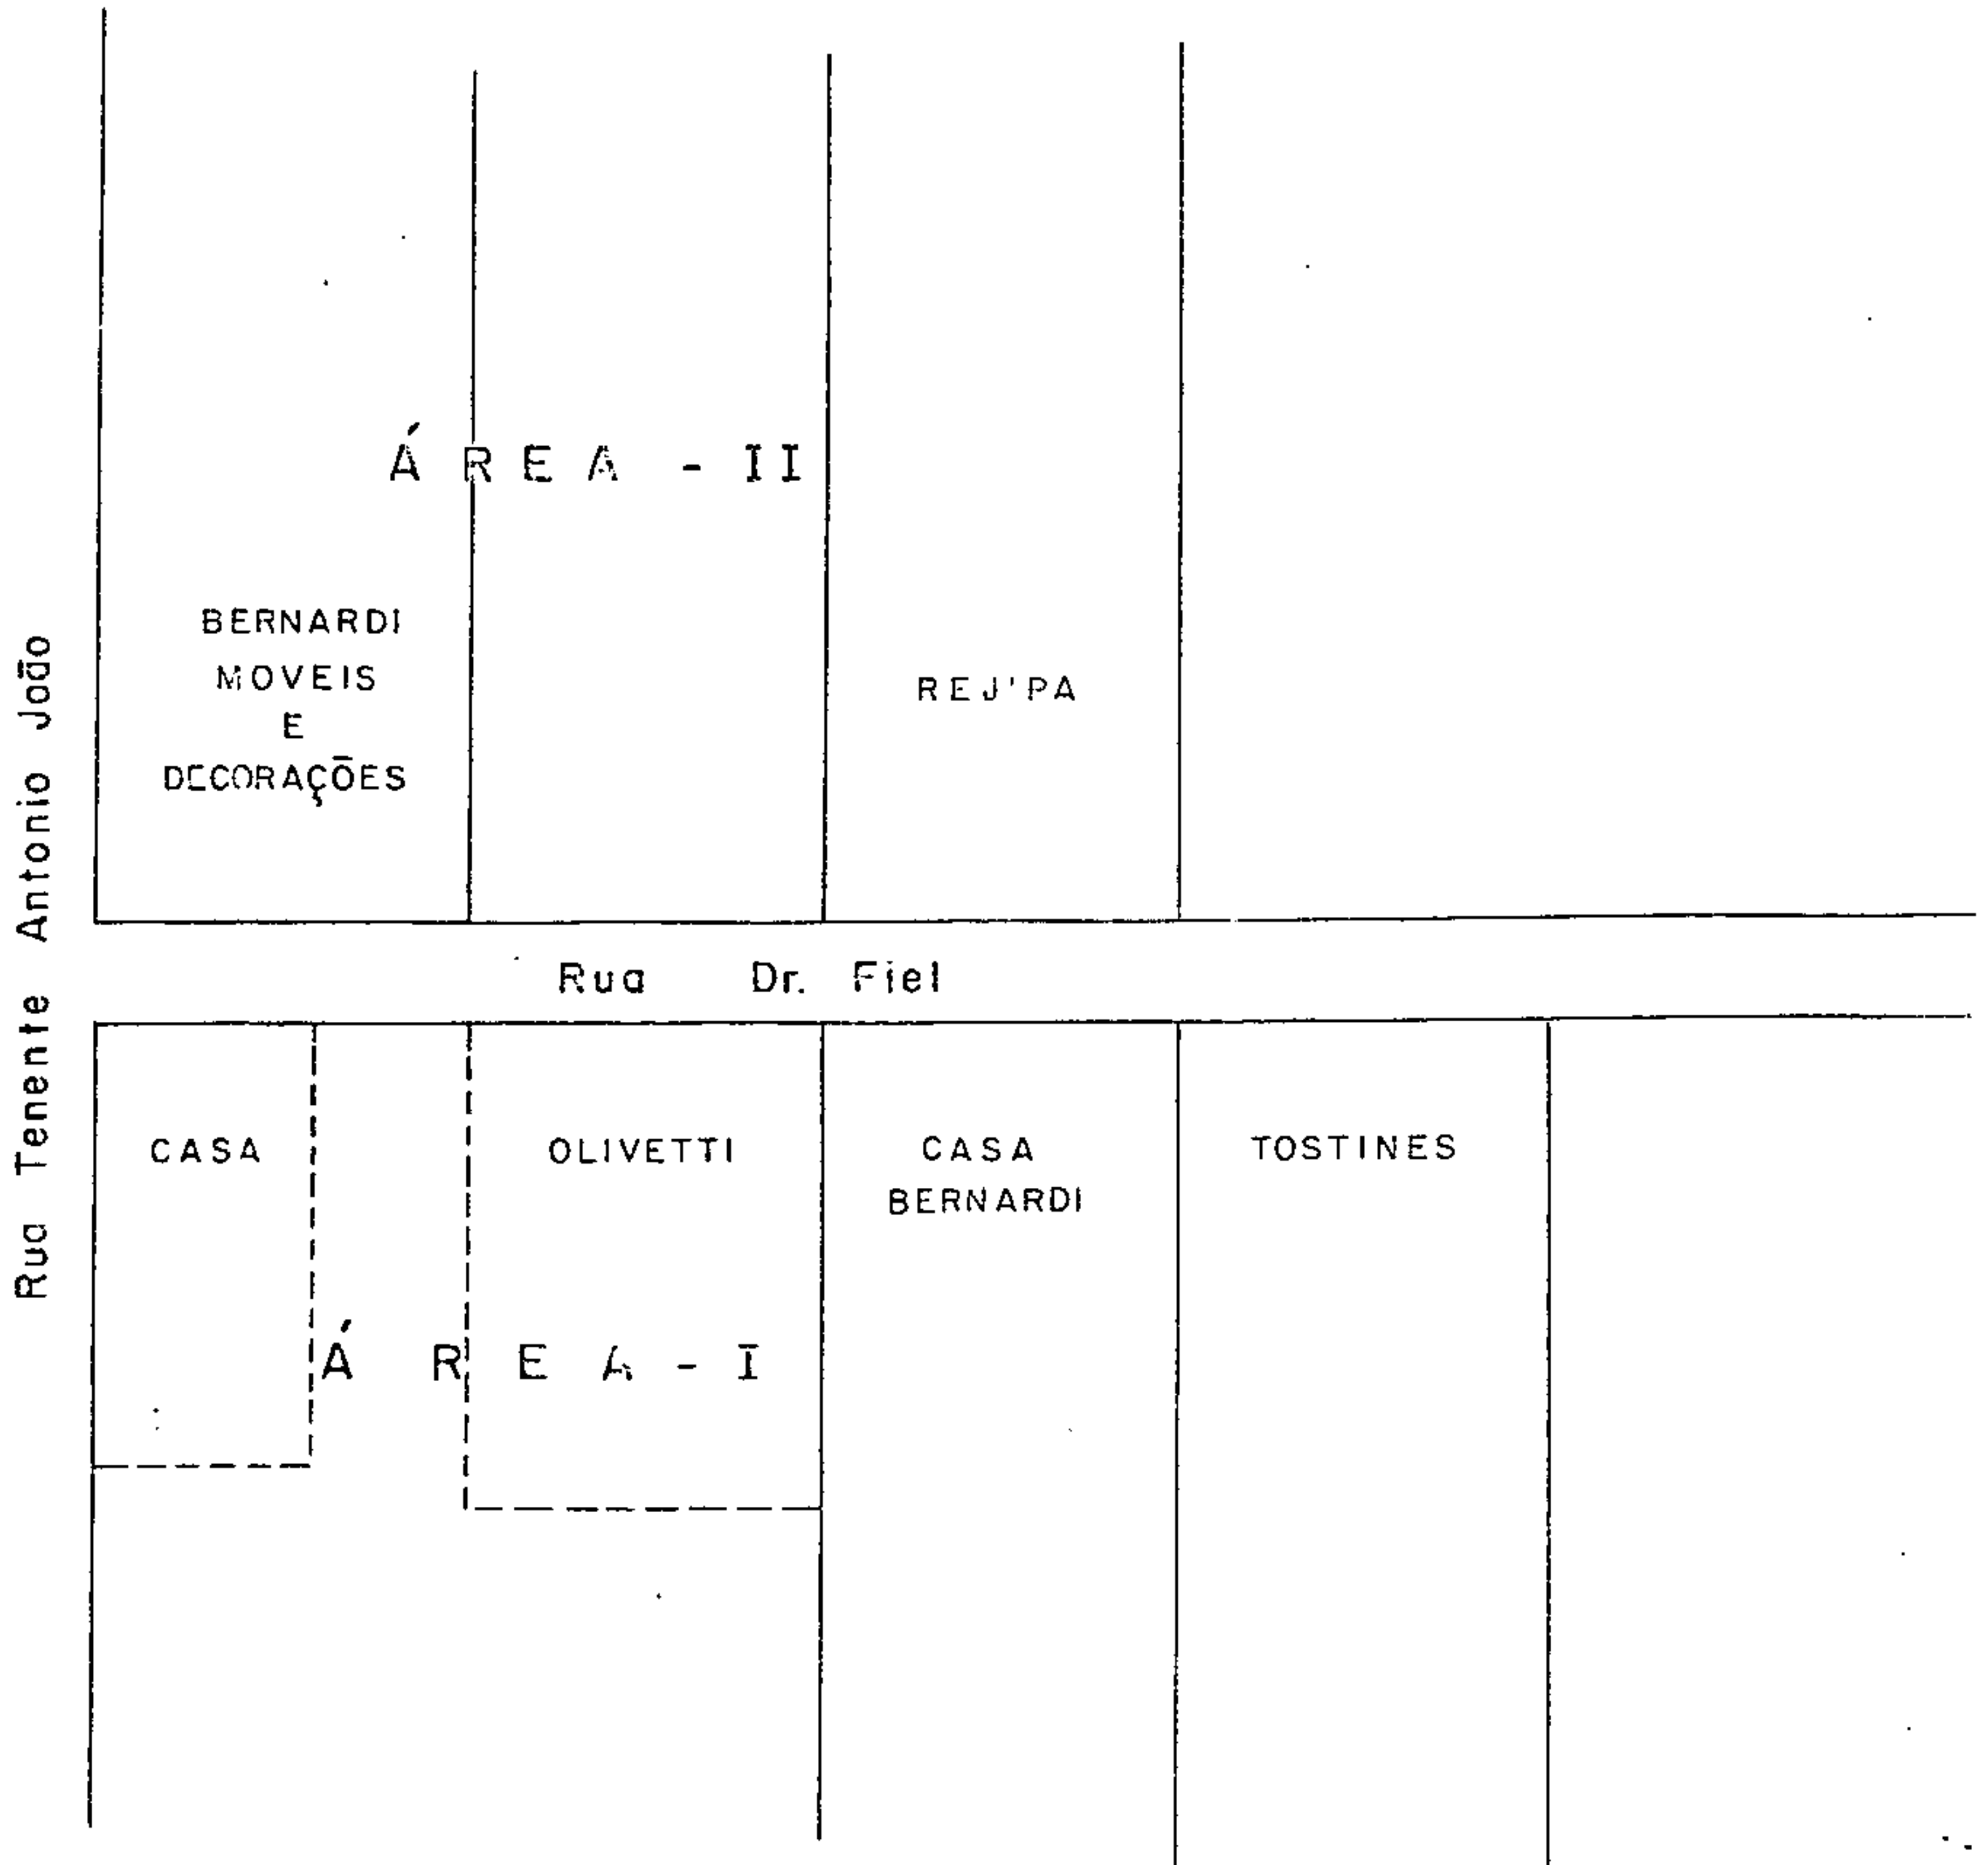 ÁREA - II
BERNARDI
MOVEIS
E
DECORAÇÕES
REJ'PA
Rua Tenente Antonio João
Rua Dr. Fiel
CASA
OLIVETTI
CASA
BERNARDI
TOSTINES
ÁREA - I